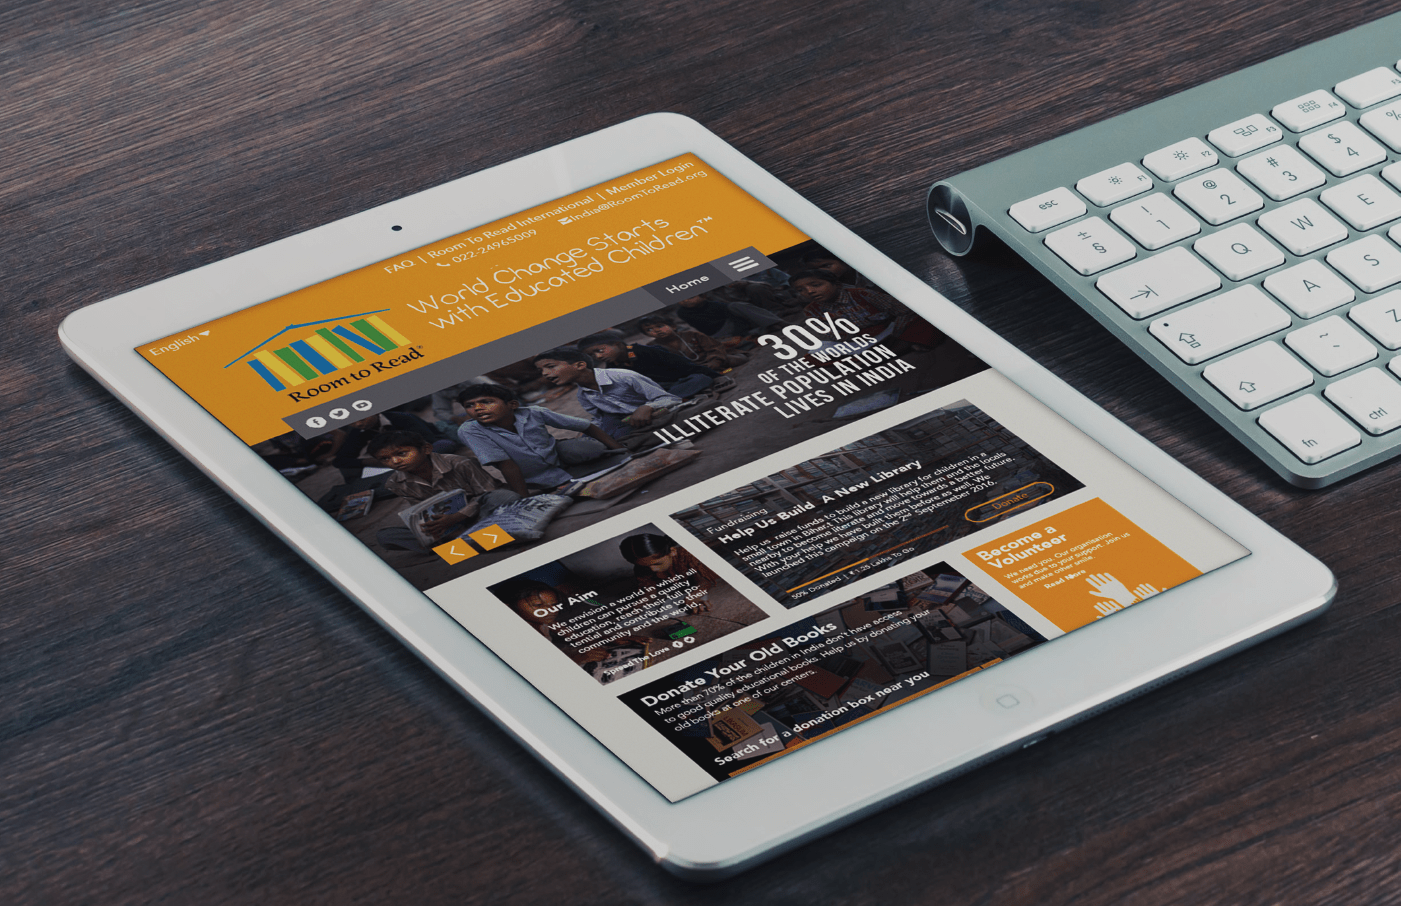 FAQ | Room To Read International | Member Login
022-24965009 india@RoomToRead.org
English
World Change Starts
with Educated Children™
Room to Read®
Home
30%
OF THE WORLDS
ILLITERATE POPULATION
LIVES IN INDIA
Our Aim
We envision a world in which all
children can pursue a quality
education, reach their full po-
tential and contribute to their
community and the world.
Spread The Love
Fundraising
Help Us Build A New Library
Help us raise funds to build a new library for children in a
small town in Bihar! This library will help them and the locals
nearby to become literate and move towards a better future.
With your help we have built them before as well. We
launched this campaign on the 2nd Septemeber 2016.
50% Donated | ₹ 1.25 Lakhs To Go
Donate
Donate Your Old Books
More then 70% of the children in India don't have access
to good quality educational books. Help us by donating your
old books at one of our centers.
Search for a donation box near you
Become a
Volunteer
We need you. Our organisation
works due to your support. Join us
and make other smile.
Read More
esc
F1
F2
F3
F4
±
§
!
1
@
2
#
3
$
4
%
Q
W
E
A
S
~
`
Z
fn
ctrl